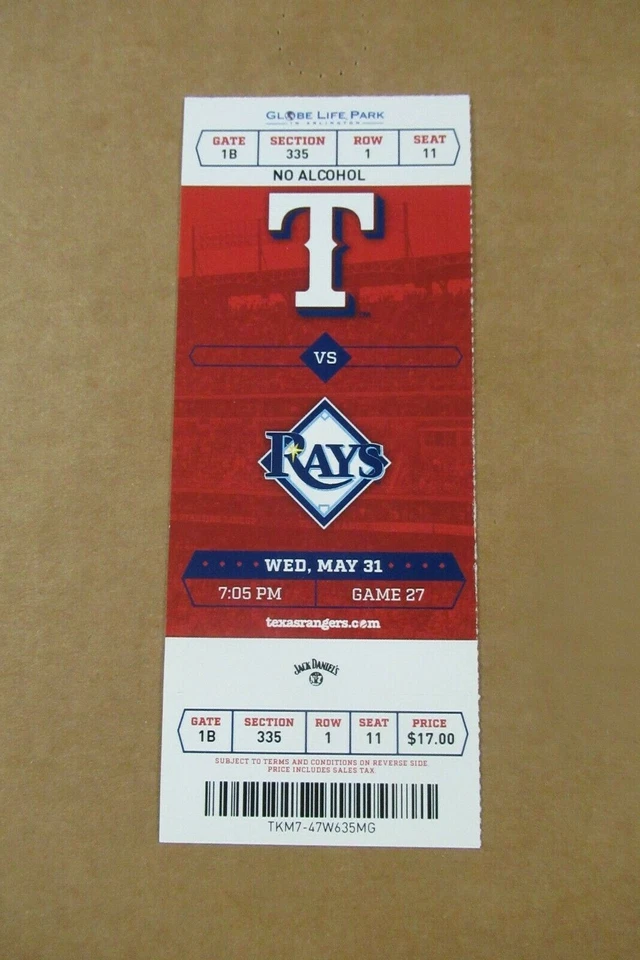 GLOBE LIFE PARK
IN ARLINGTON
GATE SECTION ROW SEAT
1B 335 1 11
NO ALCOHOL
T
TM
VS
RAYS
WED, MAY 31
7:05 PM GAME 27
texasrangers.com
JACK DANIEL'S
GATE SECTION ROW SEAT PRICE
1B 335 1 11 $17.00
SUBJECT TO TERMS AND CONDITIONS ON REVERSE SIDE.
PRICE INCLUDES SALES TAX
TKM7-47W635MG